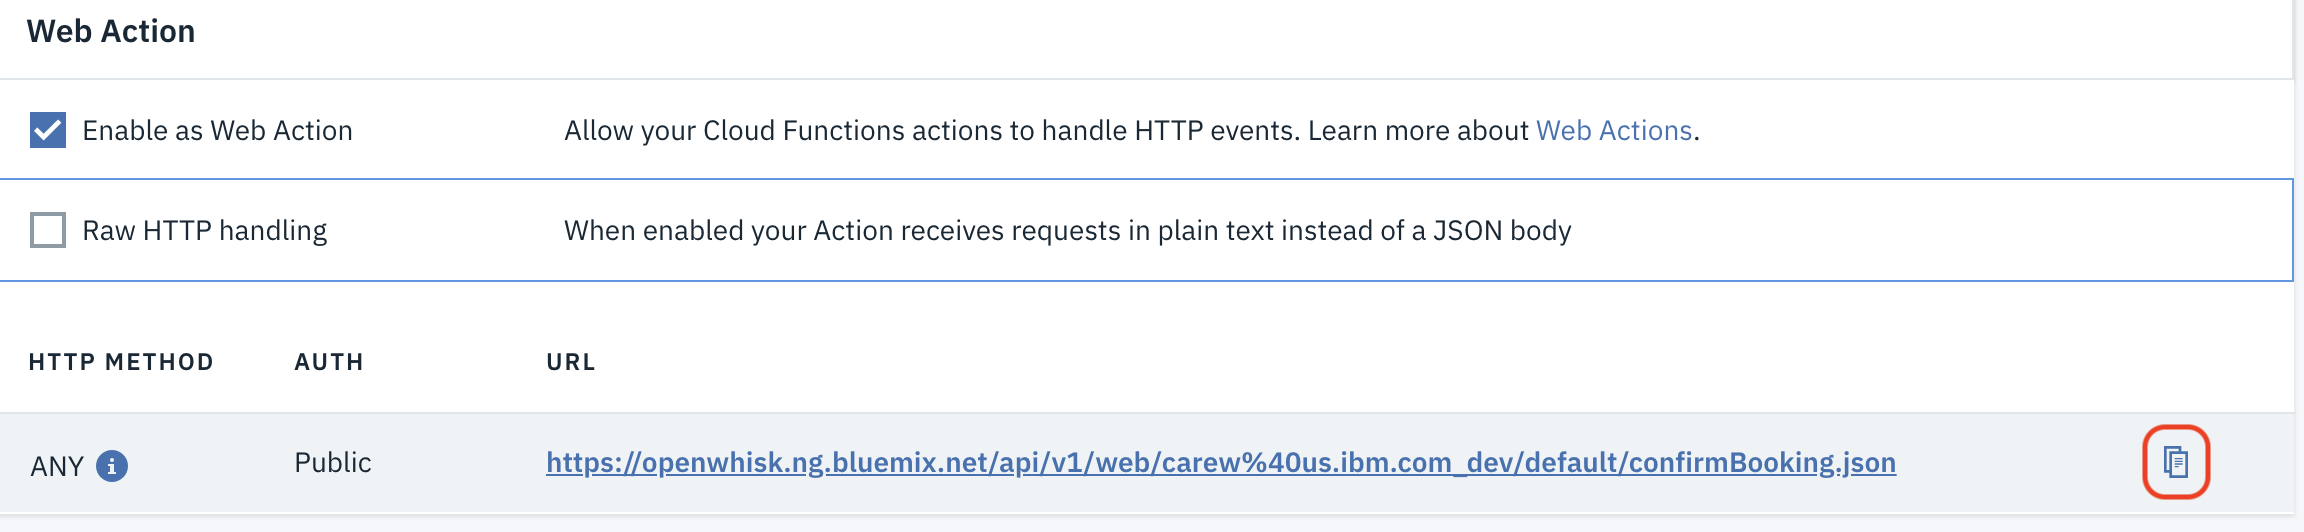 Web Action
Enable as Web Action Allow your Cloud Functions actions to handle HTTP events. Learn more about Web Actions.
Raw HTTP handling When enabled your Action receives requests in plain text instead of a JSON body
HTTP METHOD AUTH URL
ANY i Public https://openwhisk.ng.bluemix.net/api/v1/web/carew%40us.ibm.com_dev/default/confirmBooking.json